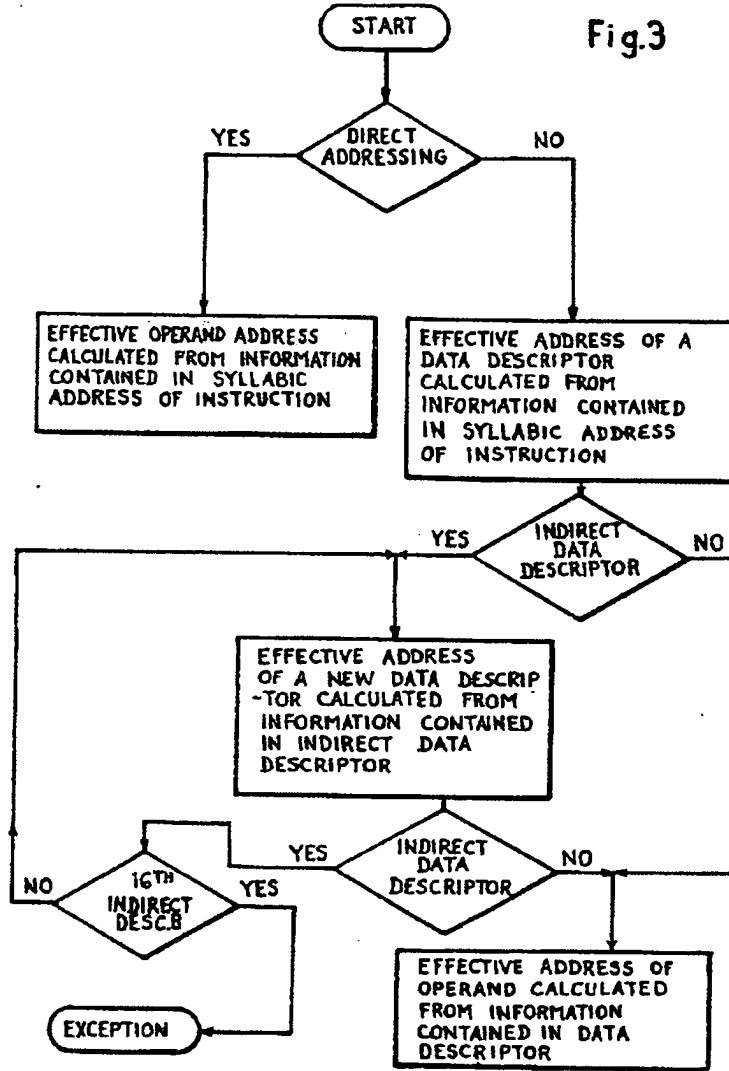 START
Fig.3
DIRECT
ADDRESSING
YES
NO
EFFECTIVE OPERAND ADDRESS
CALCULATED FROM INFORMATION
CONTAINED IN SYLLABIC
ADDRESS OF INSTRUCTION
EFFECTIVE ADDRESS OF A
DATA DESCRIPTOR
CALCULATED FROM
INFORMATION CONTAINED
IN SYLLABIC ADDRESS
OF INSTRUCTION
YES
INDIRECT
DATA
DESCRIPTOR
NO
EFFECTIVE ADDRESS
OF A NEW DATA DESCRIP
-TOR CALCULATED FROM
INFORMATION CONTAINED
IN INDIRECT DATA
DESCRIPTOR
YES
INDIRECT
DATA
DESCRIPTOR
NO
NO
16TH
INDIRECT
DESC.8
YES
EFFECTIVE ADDRESS OF
OPERAND CALCULATED
FROM INFORMATION
CONTAINED IN DATA
DESCRIPTOR
EXCEPTION